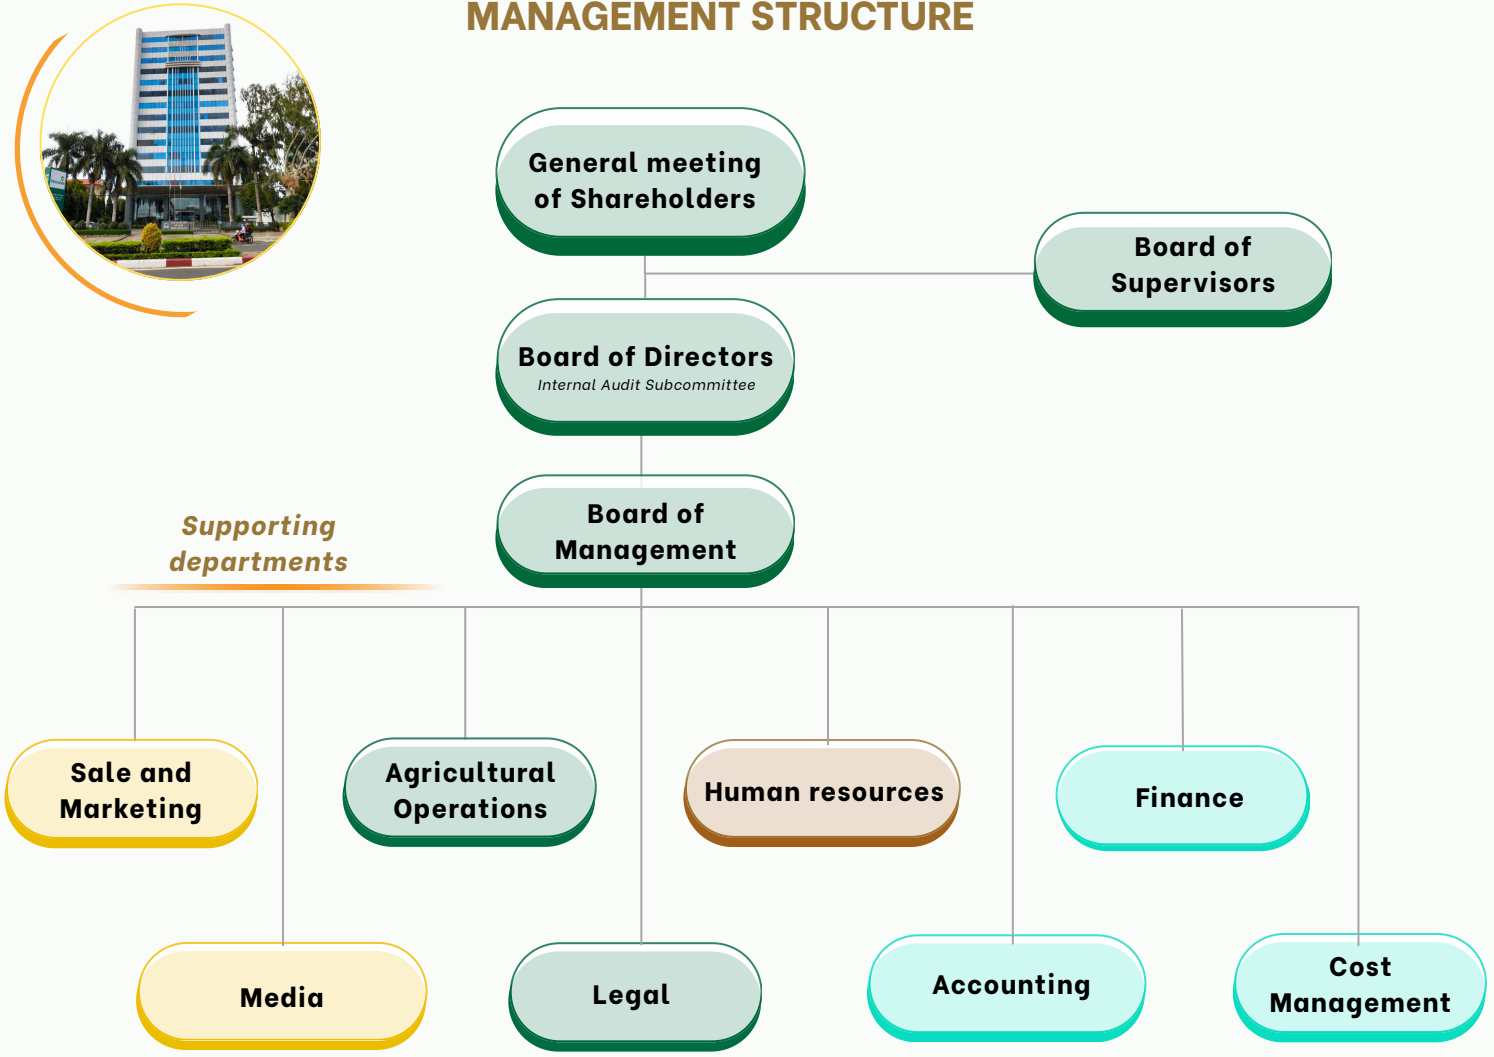 MANAGEMENT STRUCTURE
General meeting
of Shareholders
Board of
Supervisors
Board of Directors
Internal Audit Subcommittee
Board of
Management
Supporting
departments
Sale and
Marketing
Agricultural
Operations
Human resources
Finance
Media
Legal
Accounting
Cost
Management